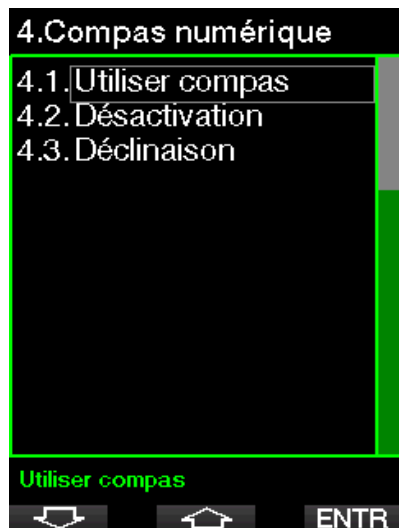 4.Compas numérique
4.1.Utiliser compas
4.2.Désactivation
4.3.Déclinaison
Utiliser compas
ENTR